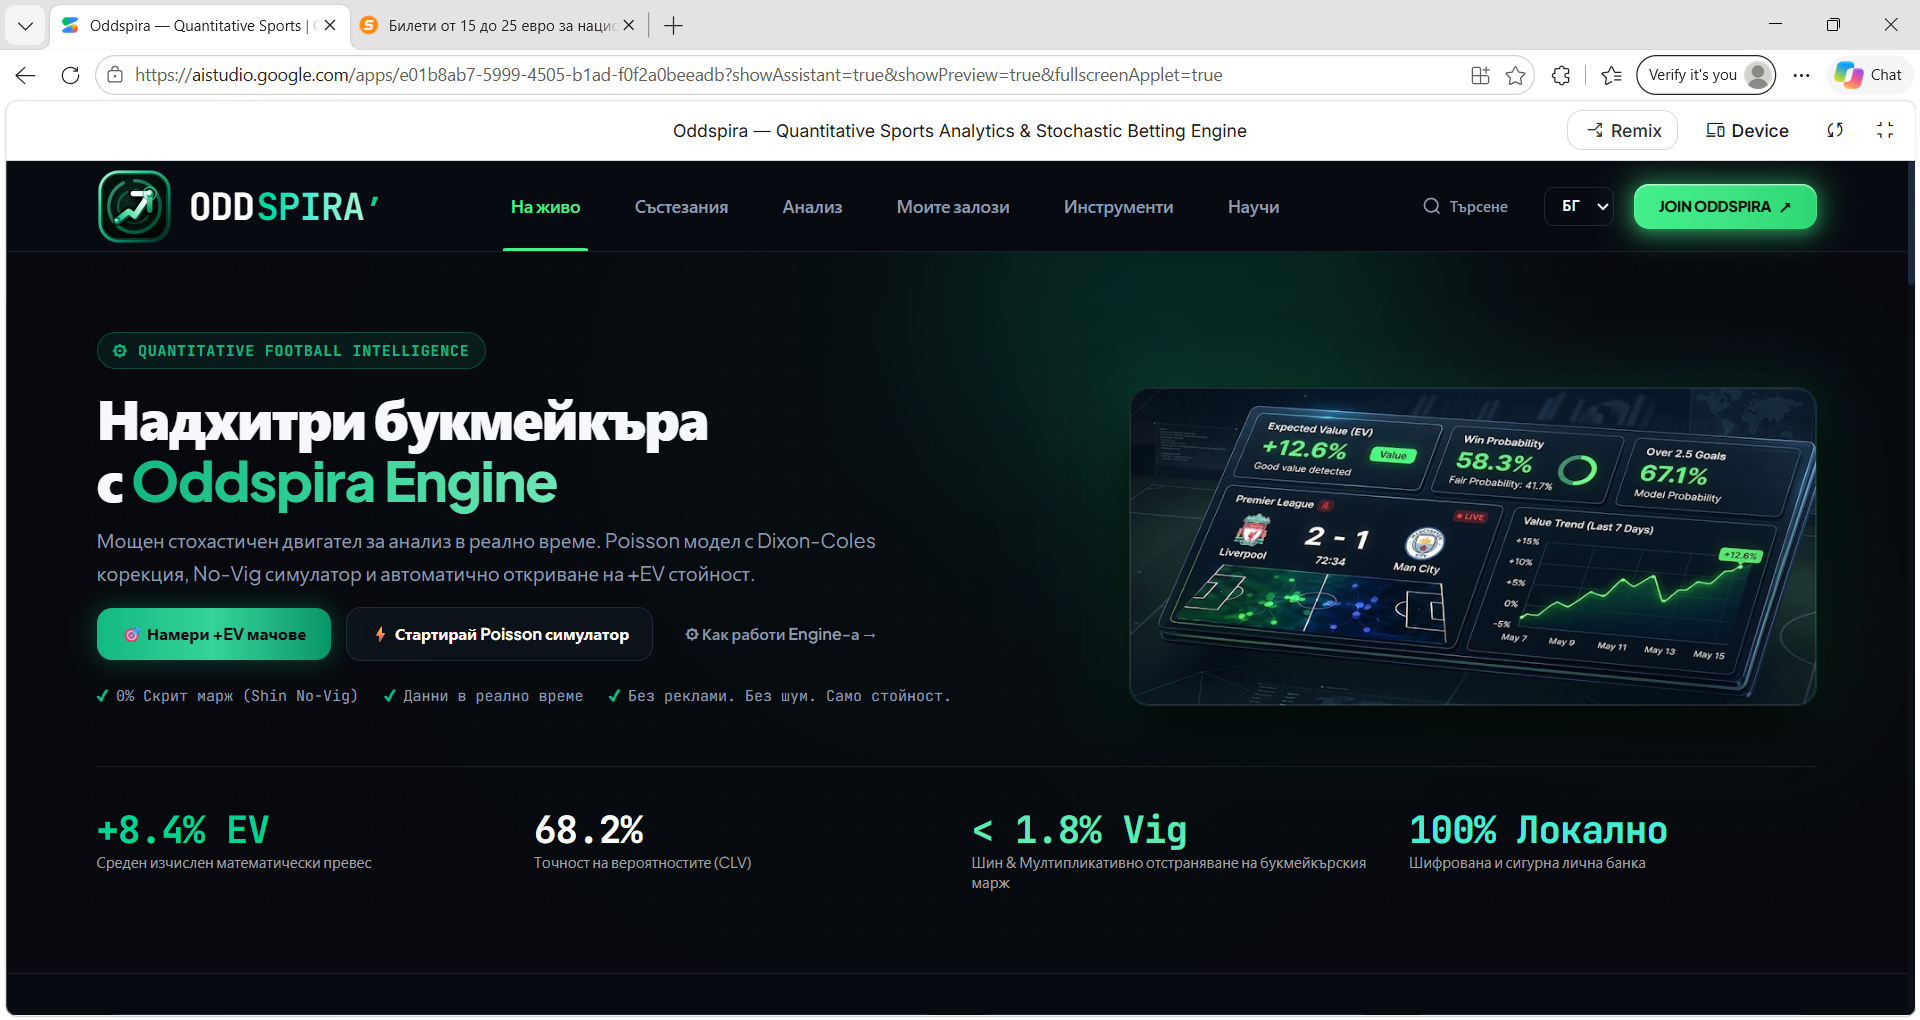 Oddspira — Quantitative Sports |
Билети от 15 до 25 евро за наци
https://aistudio.google.com/apps/e01b8ab7-5999-4505-b1ad-f0f2a0beeadb?showAssistant=true&showPreview=true&fullscreenApplet=true
Verify it's you
Chat
Oddspira — Quantitative Sports Analytics & Stochastic Betting Engine
Remix
Device
ODDSPIRA’
На живо
Състезания
Анализ
Моите залози
Инструменти
Научи
Търсене
БГ
JOIN ODDSPIRA ↗
⚙ QUANTITATIVE FOOTBALL INTELLIGENCE
Надхитри букмейкъра
с Oddspira Engine
Мощен стохастичен двигател за анализ в реално време. Poisson модел с Dixon-Coles
корекция, No-Vig симулатор и автоматично откриване на +EV стойност.
🎯 Намери +EV мачове
⚡ Стартирай Poisson симулатор
⚙ Как работи Engine-а →
✓ 0% Скрит марж (Shin No-Vig)
✓ Данни в реално време
✓ Без реклами. Без шум. Само стойност.
Expected Value (EV)
+12.6%
Value
Good value detected
Win Probability
58.3%
Fair Probability: 41.7%
Over 2.5 Goals
67.1%
Model Probability
Premier League
LIVE
Liverpool
2 - 1
72:34
Man City
Value Trend (Last 7 Days)
+15%
+10%
+5%
0%
-5%
+12.6%
May 7
May 9
May 11
May 13
May 15
+8.4% EV
Среден изчислен математически превес
68.2%
Точност на вероятностите (CLV)
< 1.8% Vig
Шин & Мултипликативно отстраняване на букмейкърския
марж
100% Локално
Шифрована и сигурна лична банка